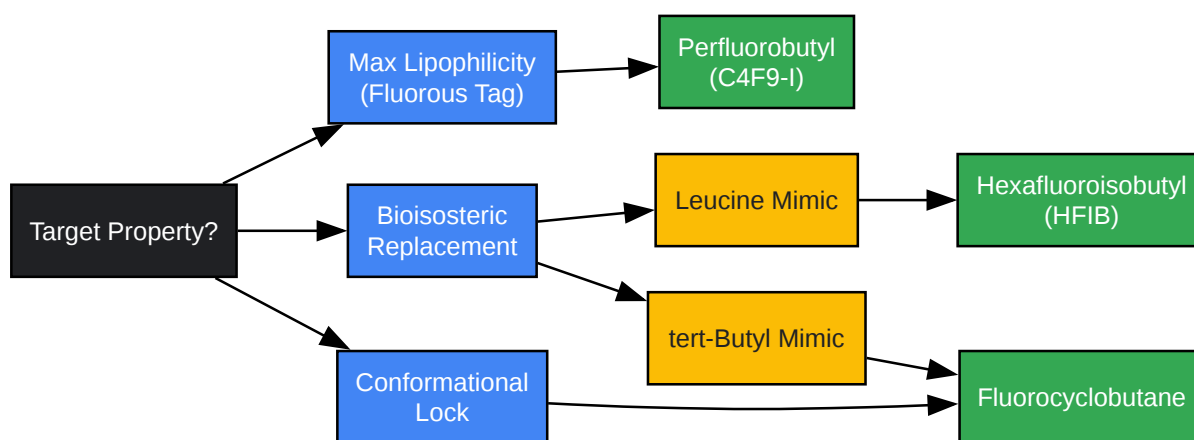 Target Property?
Max Lipophilicity
(Fluorous Tag)
Perfluorobutyl
(C4F9-I)
Bioisosteric
Replacement
Leucine Mimic
Hexafluoroisobutyl
(HFIB)
tert-Butyl Mimic
Conformational
Lock
Fluorocyclobutane